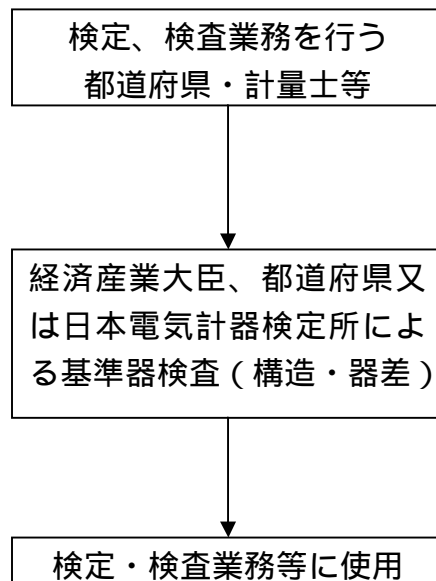 検定、検査業務を行う
都道府県・計量士等
経済産業大臣、都道府県又
は日本電気計器検定所によ
る基準器検査(構造・器差)
検定・検査業務等に使用